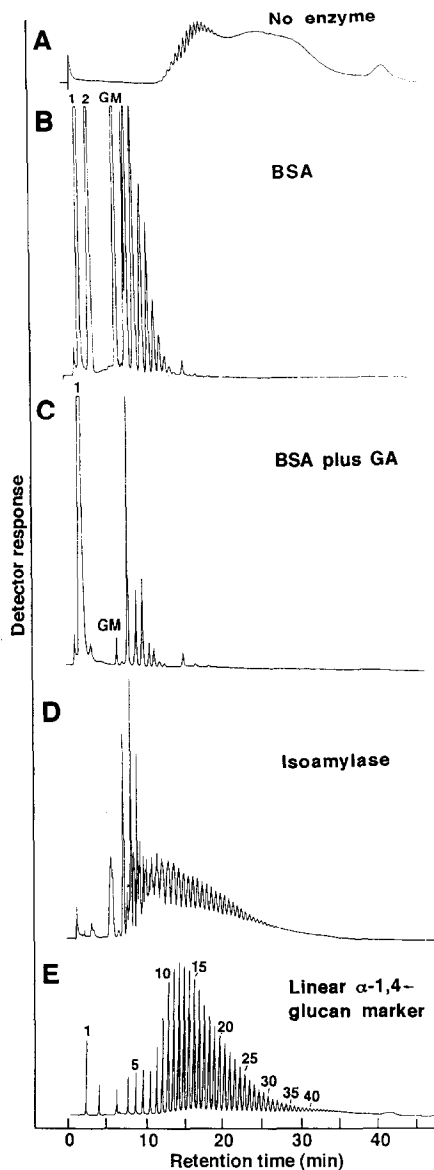 A
No enzyme
1 2 GM
B
BSA
C
1
BSA plus GA
GM
Detector response
D
Isoamylase
E
10
15
Linear α-1,4-
glucan marker
1
5
20
25
30
35
40
0 10 20 30 40
Retention time (min)